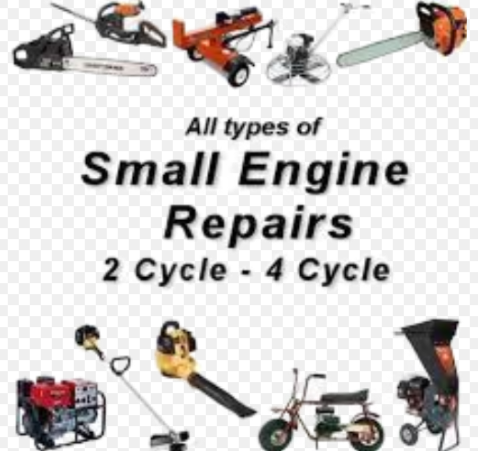 All types of
Small Engine
Repairs
2 Cycle - 4 Cycle